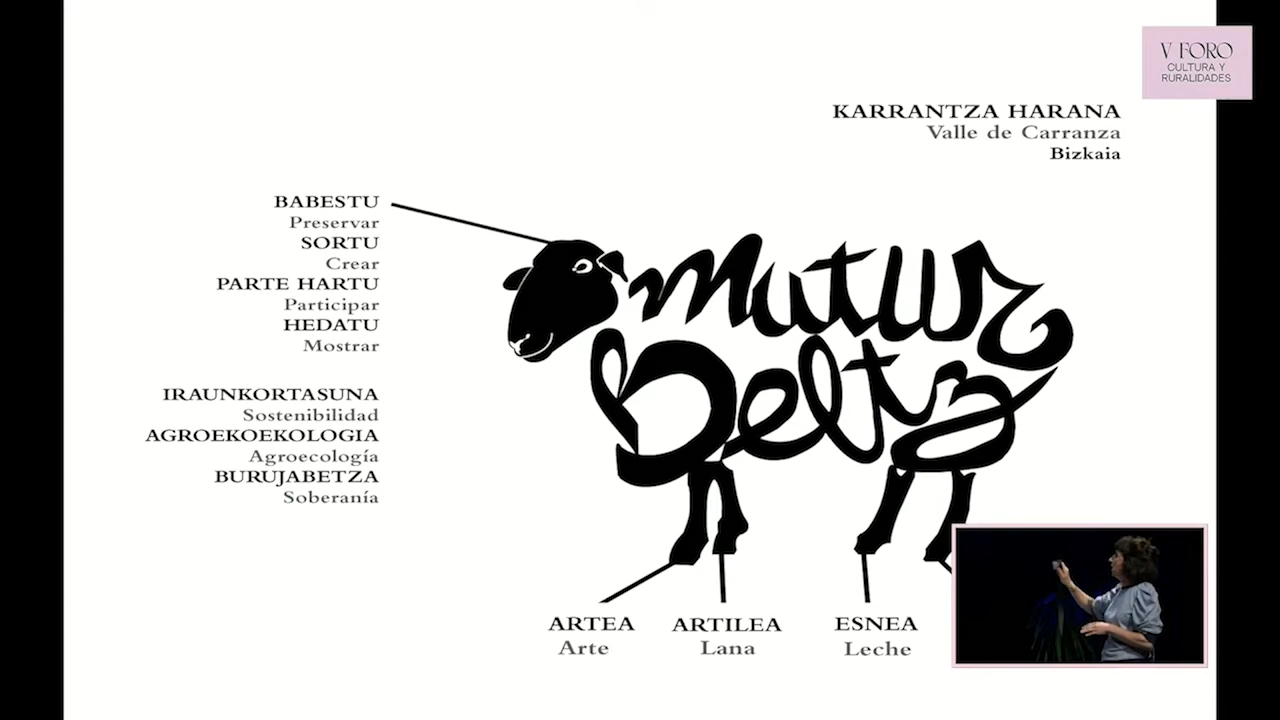 V FORO
CULTURA Y
RURALIDADES
KARRANTZA HARANA
Valle de Carranza
Bizkaia
BABESTU
Preservar
SORTU
Crear
PARTE HARTU
Participar
HEDATU
Mostrar
IRAUNKORTASUNA
Sostenibilidad
AGROEKOEKOLOGIA
Agroecología
BURUJABETZA
Soberanía
mutur
beltz
ARTEA
Arte
ARTILEA
Lana
ESNEA
Leche